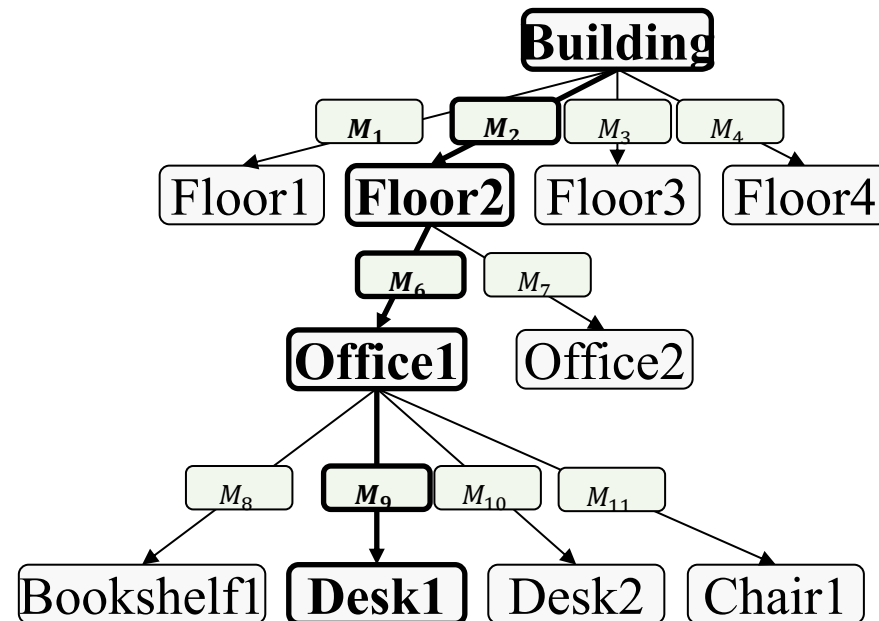 Building
M₁ M₂ M₃ M₄
Floor1 Floor2 Floor3 Floor4
M₆ M₇
Office1 Office2
M₈ M₉ M₁₀ M₁₁
Bookshelf1 Desk1 Desk2 Chair1